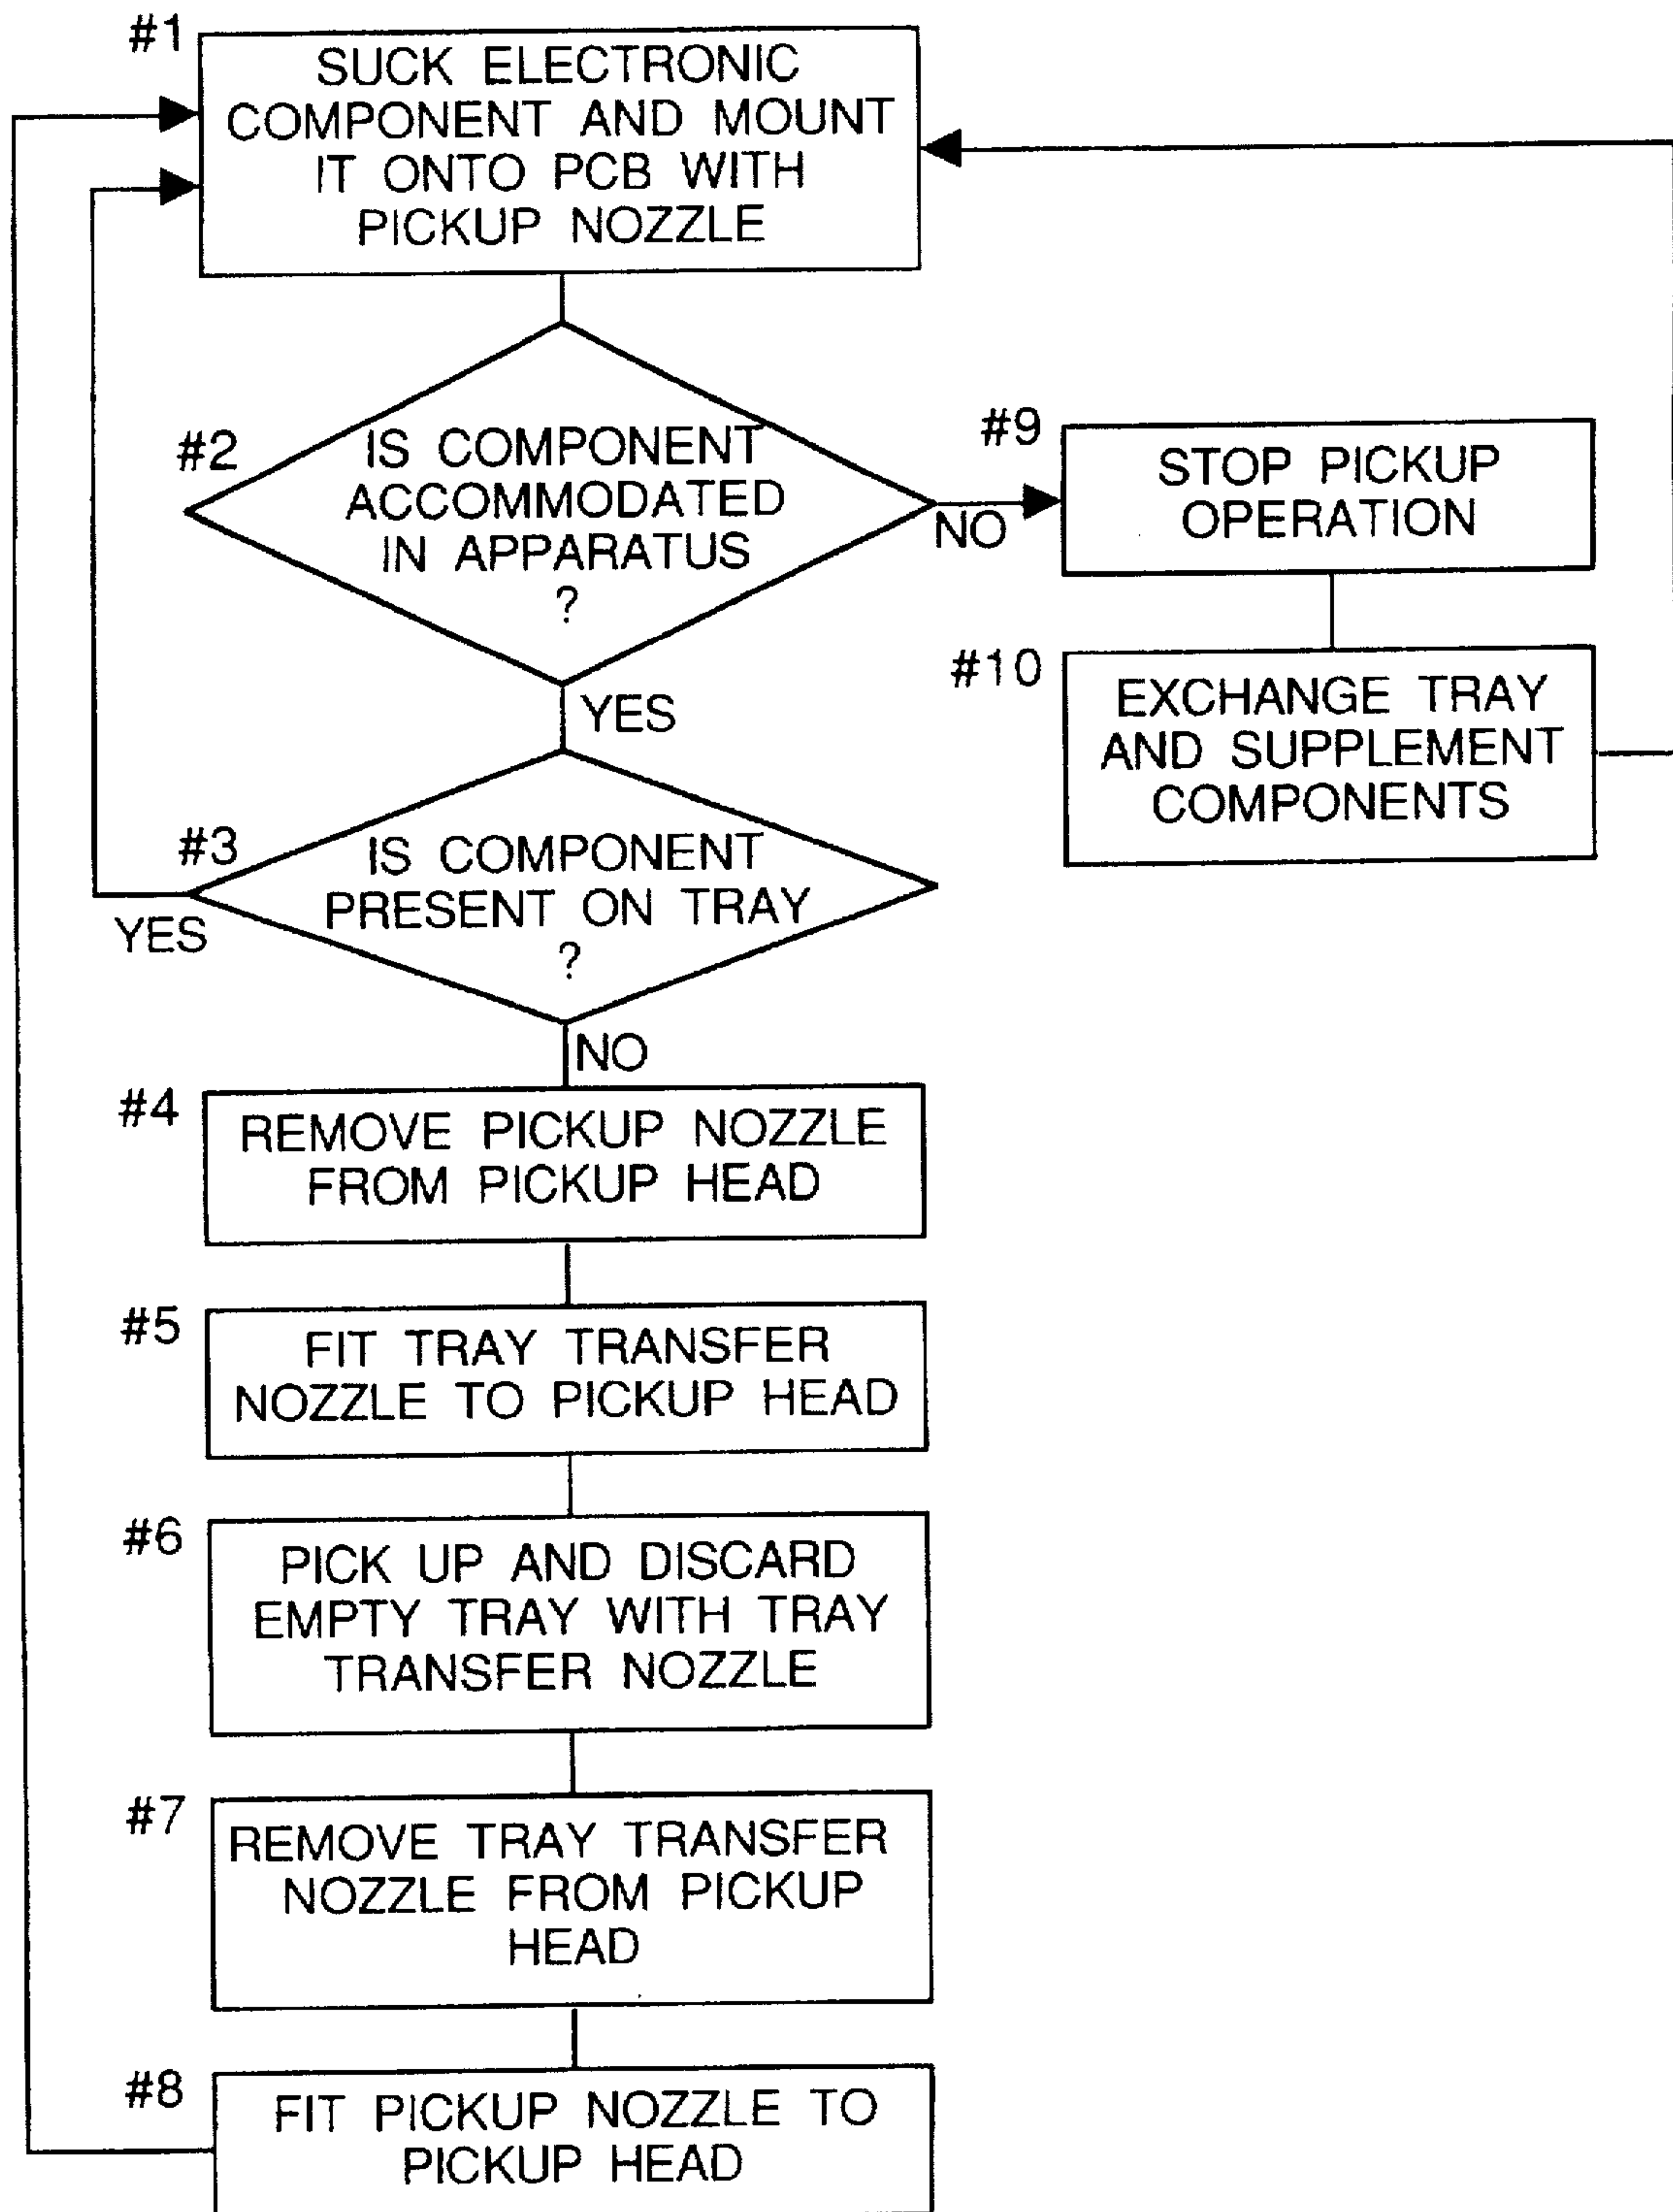 #1
SUCK ELECTRONIC
COMPONENT AND MOUNT
IT ONTO PCB WITH
PICKUP NOZZLE
#2
IS COMPONENT
ACCOMMODATED
IN APPARATUS
?
NO
YES
#9
STOP PICKUP
OPERATION
#10
EXCHANGE TRAY
AND SUPPLEMENT
COMPONENTS
#3
IS COMPONENT
PRESENT ON TRAY
?
YES
NO
#4
REMOVE PICKUP NOZZLE
FROM PICKUP HEAD
#5
FIT TRAY TRANSFER
NOZZLE TO PICKUP HEAD
#6
PICK UP AND DISCARD
EMPTY TRAY WITH TRAY
TRANSFER NOZZLE
#7
REMOVE TRAY TRANSFER
NOZZLE FROM PICKUP
HEAD
#8
FIT PICKUP NOZZLE TO
PICKUP HEAD